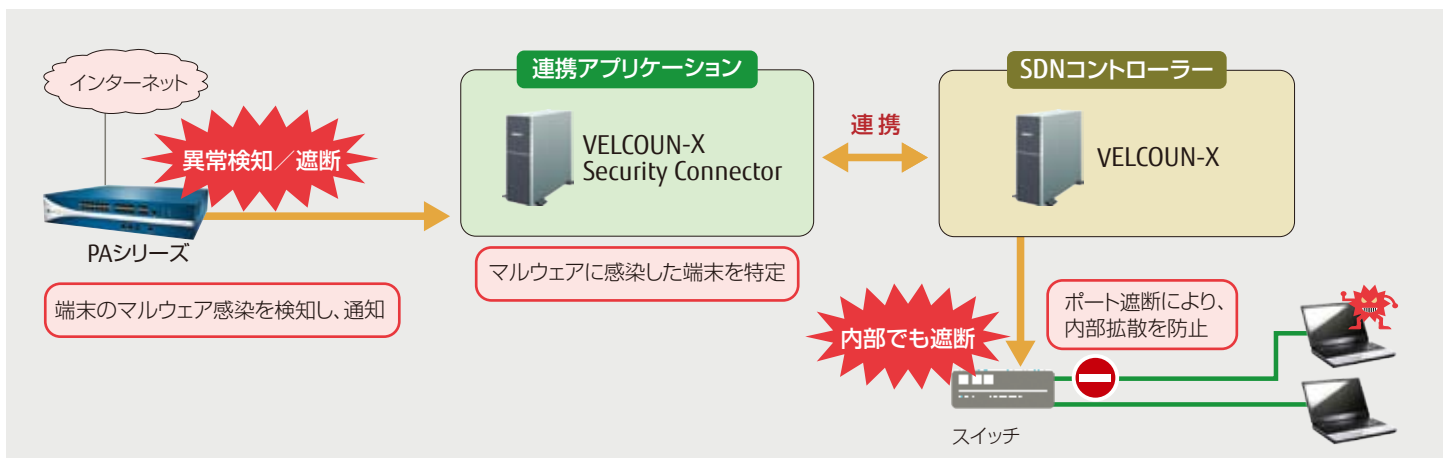 インターネット
異常検知／遮断
PAシリーズ
端末のマルウェア感染を検知し、通知
連携アプリケーション
VELCOUN-X
Security Connector
マルウェアに感染した端末を特定
連携
SDNコントローラー
VELCOUN-X
内部でも遮断
ポート遮断により、
内部拡散を防止
スイッチ